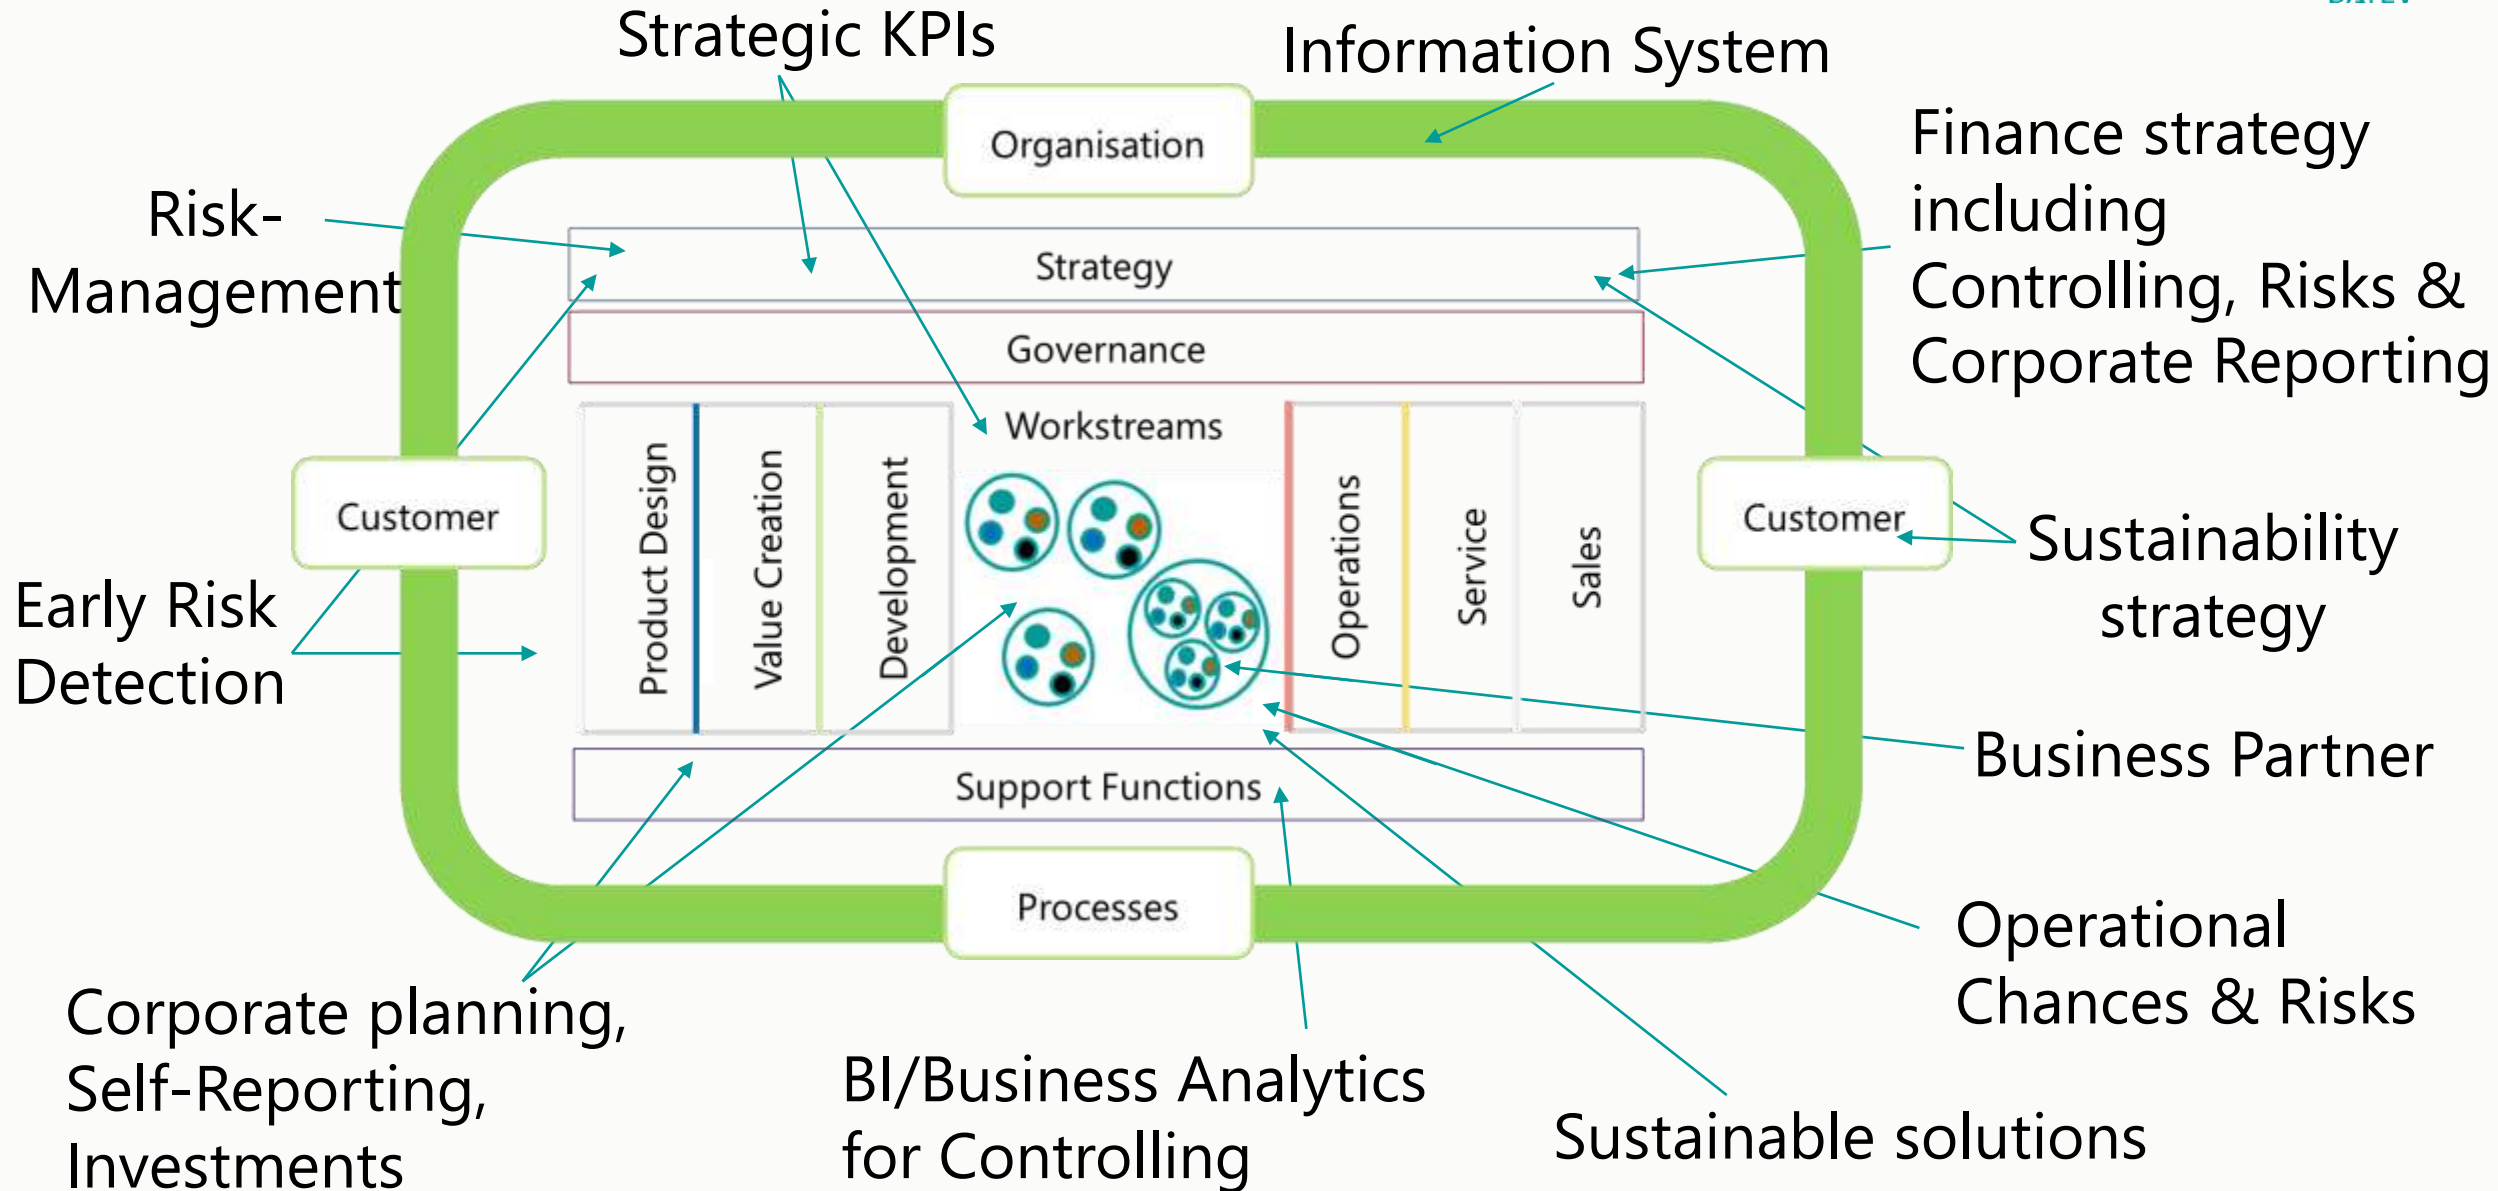 Strategic KPIs
Information System
Organisation
Finance strategy
including
Controlling, Risks &
Corporate Reporting
Risk-
Management
Strategy
Governance
Workstreams
Product Design
Value Creation
Development
Operations
Service
Sales
Customer
Customer
Sustainability
strategy
Early Risk
Detection
Business Partner
Support Functions
Processes
Operational
Chances & Risks
Corporate planning,
Self-Reporting,
Investments
BI/Business Analytics
for Controlling
Sustainable solutions